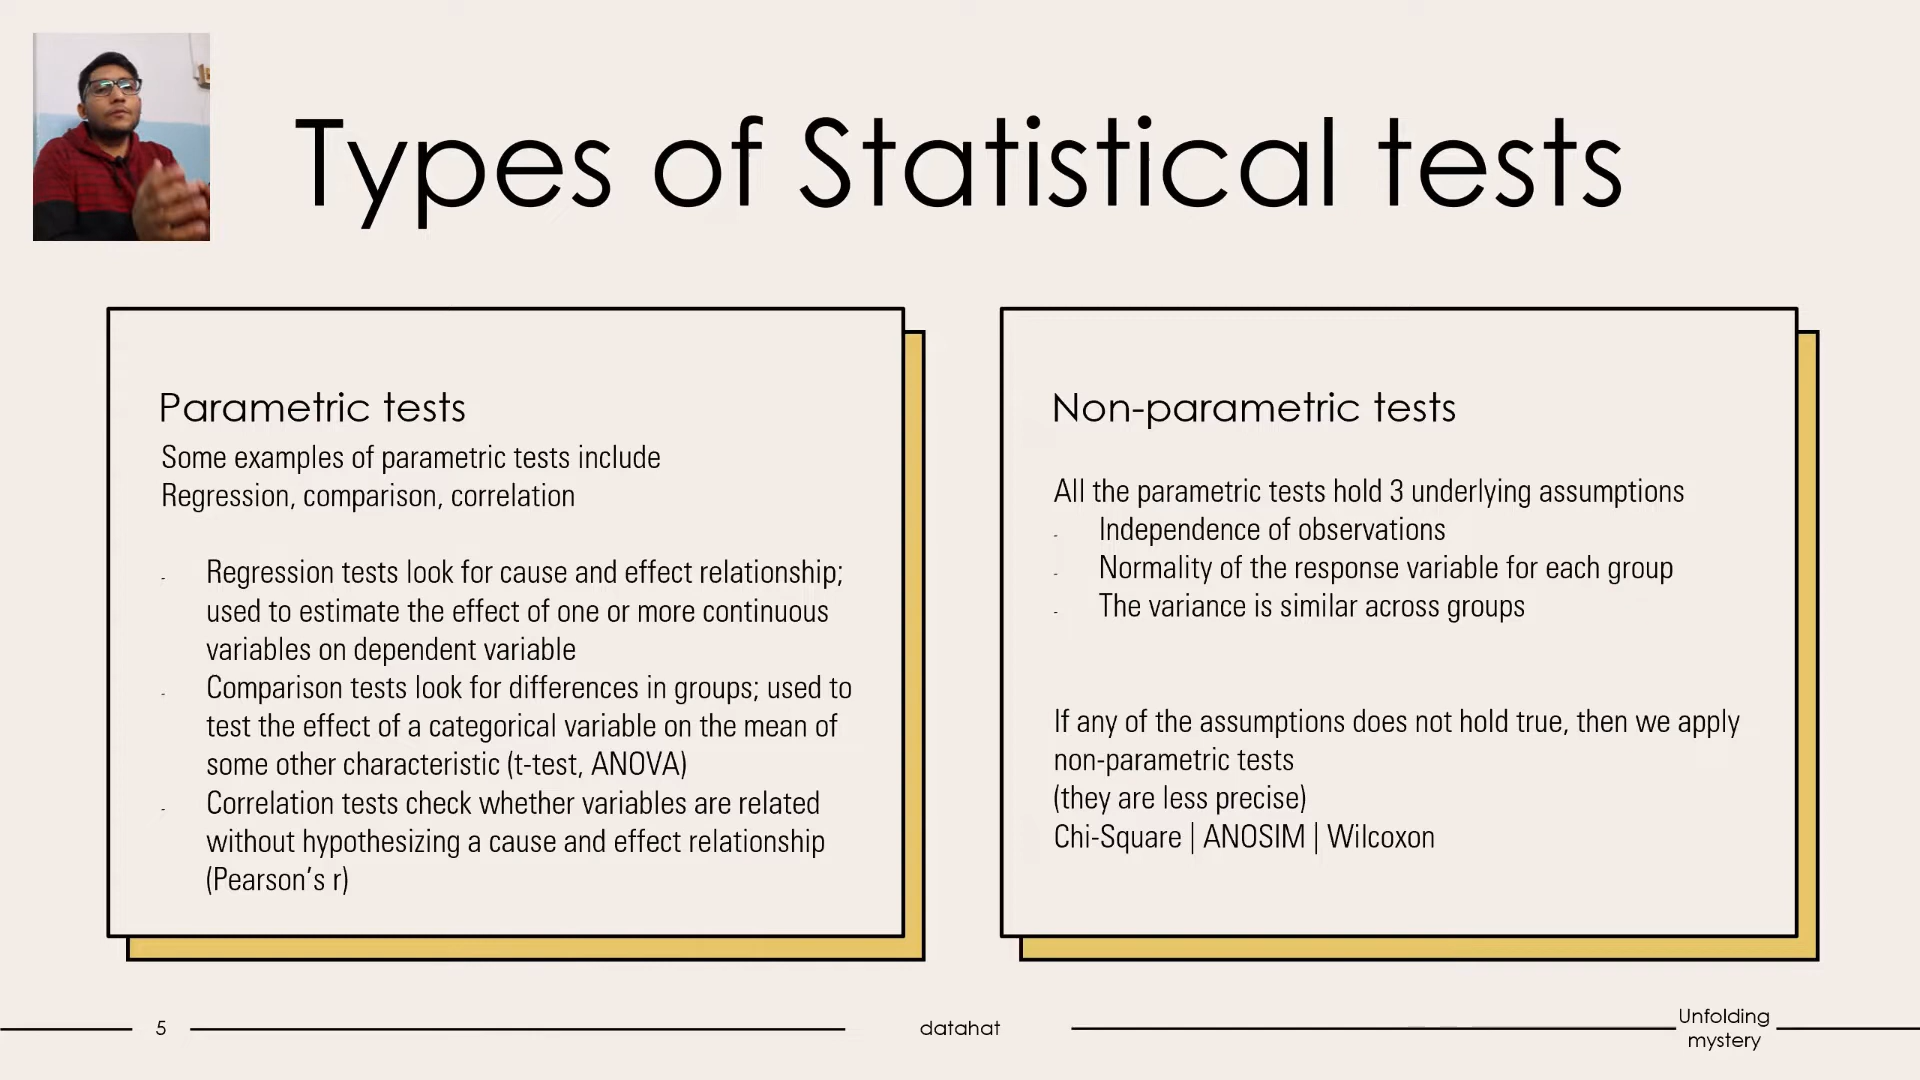 Types of Statistical tests
Parametric tests
Some examples of parametric tests include
Regression, comparison, correlation
- Regression tests look for cause and effect relationship;
used to estimate the effect of one or more continuous
variables on dependent variable
- Comparison tests look for differences in groups; used to
test the effect of a categorical variable on the mean of
some other characteristic (t-test, ANOVA)
- Correlation tests check whether variables are related
without hypothesizing a cause and effect relationship
(Pearson’s r)
Non-parametric tests
All the parametric tests hold 3 underlying assumptions
- Independence of observations
- Normality of the response variable for each group
- The variance is similar across groups
If any of the assumptions does not hold true, then we apply
non-parametric tests
(they are less precise)
Chi-Square | ANOSIM | Wilcoxon
5
datahat
Unfolding
mystery